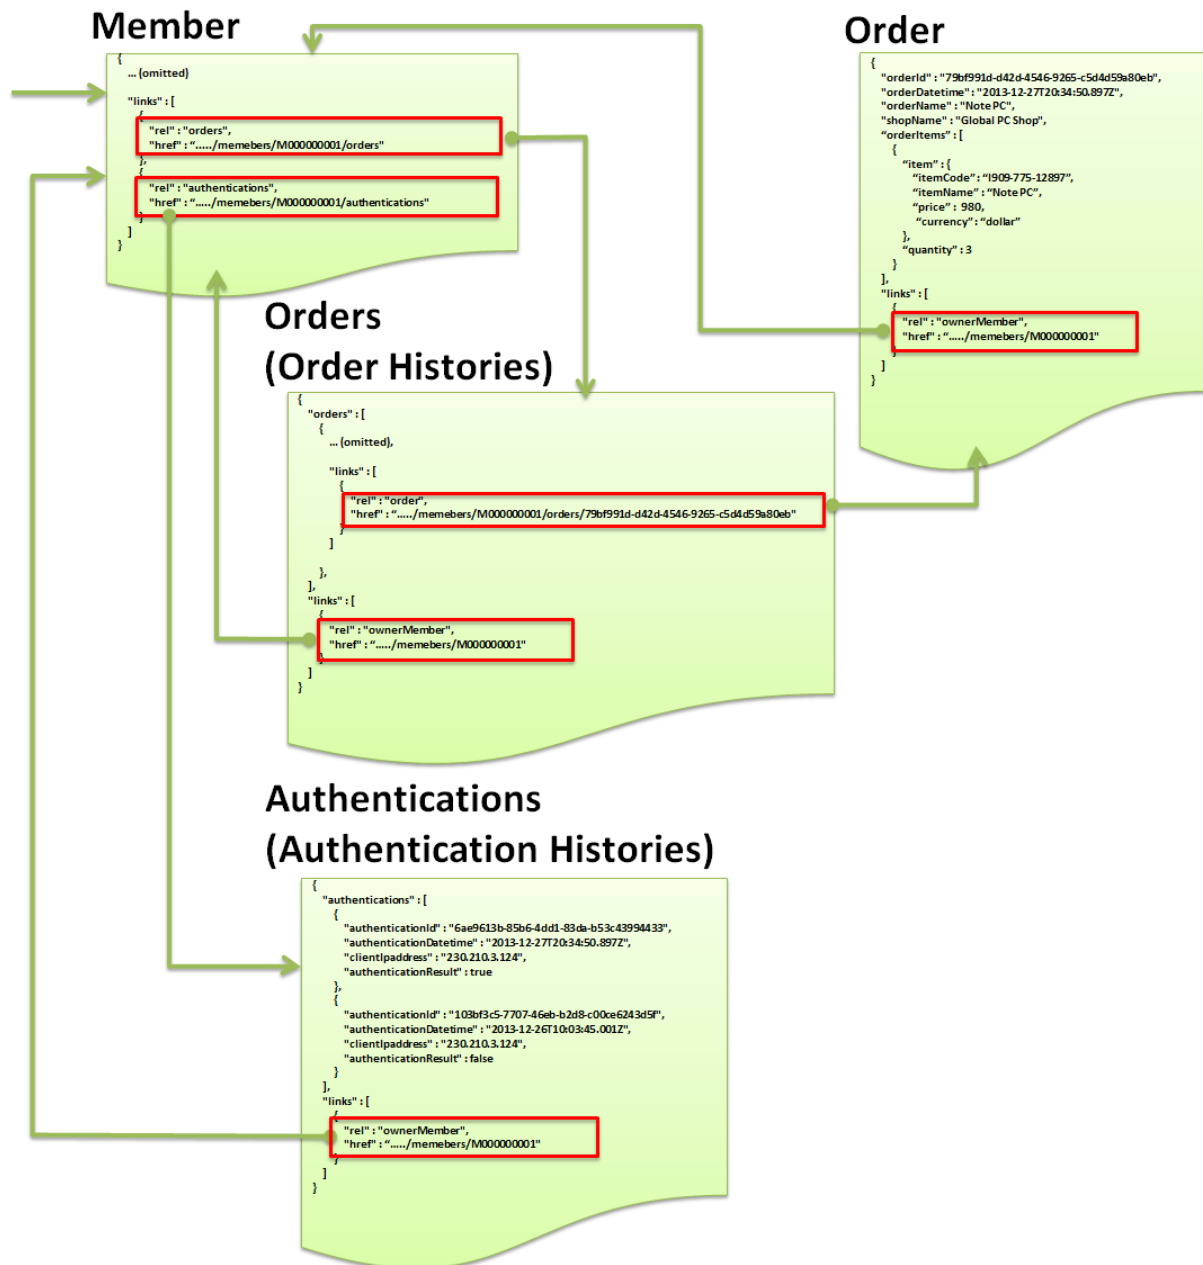 Member
{
... (omitted)
"links" : [
{
"rel" : "orders",
"href" : “...../memebers/M000000001/orders"
},
{
"rel" : "authentications",
"href" : “...../memebers/M000000001/authentications"
}
]
}
Order
{
"orderId" : "79bf991d-d42d-4546-9265-c5d4d59a80eb",
"orderDatetime" : "2013-12-27T20:34:50.897Z",
"orderName" : "Note PC",
"shopName" : "Global PC Shop",
“orderItems” : [
{
“item” : {
“itemCode” : “I909-775-12897”,
“itemName” : “Note PC”,
“price” : 980,
“currency” : “dollar”
},
“quantity” : 3
}
],
"links" : [
{
"rel" : "ownerMember",
"href" : “...../memebers/M000000001"
}
]
}
Orders
(Order Histories)
{
"orders" : [
{
... (omitted),
"links" : [
{
"rel" : "order",
"href" : “...../memebers/M000000001/orders/79bf991d-d42d-4546-9265-c5d4d59a80eb"
}
]
},
],
"links" : [
{
"rel" : "ownerMember",
"href" : “...../memebers/M000000001"
}
]
}
Authentications
(Authentication Histories)
{
"authentications" : [
{
"authenticationId" : "6ae9613b-85b6-4dd1-83da-b53c43994433",
"authenticationDatetime" : "2013-12-27T20:34:50.897Z",
"clientIpaddress" : "230.210.3.124",
"authenticationResult" : true
},
{
"authenticationId" : "103bf3c5-7707-46eb-b2d8-c00ce6243d5f",
"authenticationDatetime" : "2013-12-26T10:03:45.001Z",
"clientIpaddress" : "230.210.3.124",
"authenticationResult" : false
}
],
"links" : [
{
"rel" : "ownerMember",
"href" : “...../memebers/M000000001"
}
]
}